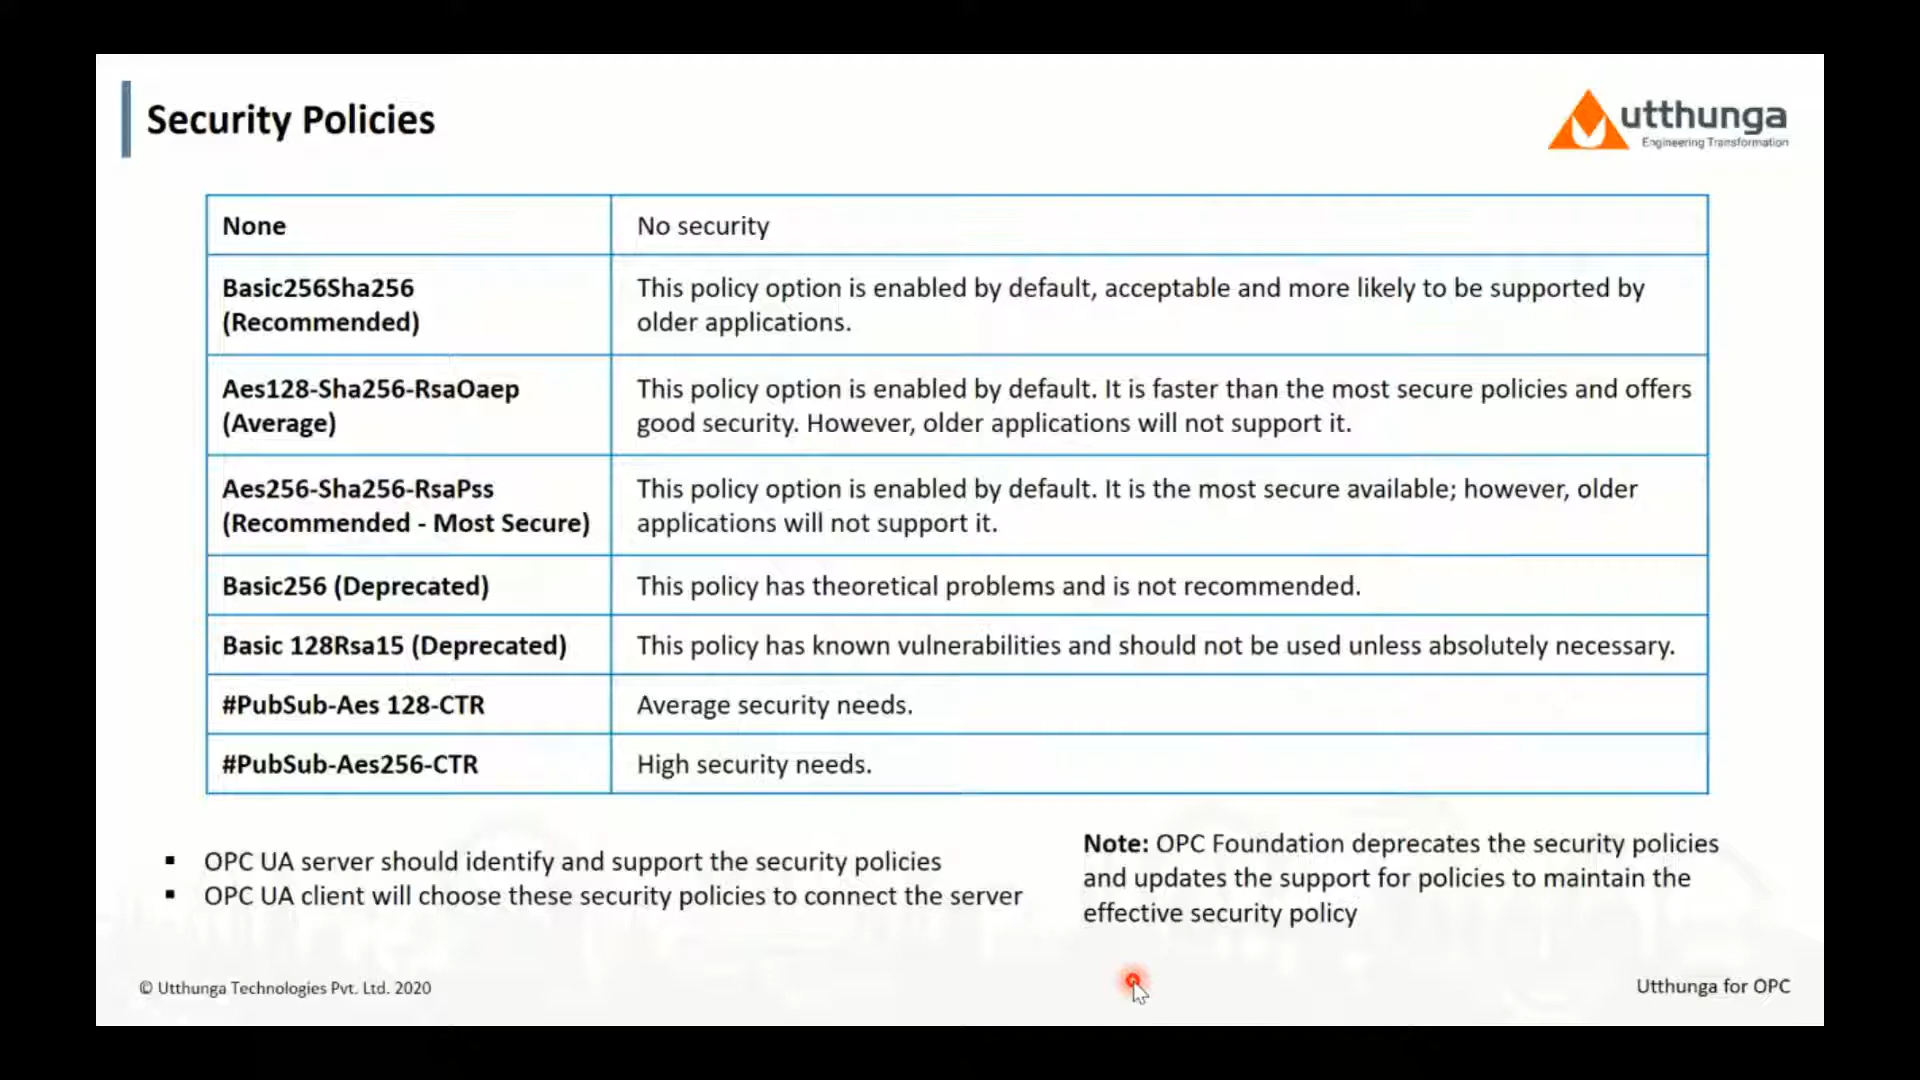 Security Policies
utthunga
Engineering Transformation
None
No security
Basic256Sha256
(Recommended)
This policy option is enabled by default, acceptable and more likely to be supported by
older applications.
Aes128-Sha256-RsaOaep
(Average)
This policy option is enabled by default. It is faster than the most secure policies and offers
good security. However, older applications will not support it.
Aes256-Sha256-RsaPss
(Recommended - Most Secure)
This policy option is enabled by default. It is the most secure available; however, older
applications will not support it.
Basic256 (Deprecated)
This policy has theoretical problems and is not recommended.
Basic 128Rsa15 (Deprecated)
This policy has known vulnerabilities and should not be used unless absolutely necessary.
#PubSub-Aes 128-CTR
Average security needs.
#PubSub-Aes256-CTR
High security needs.
▪ OPC UA server should identify and support the security policies
▪ OPC UA client will choose these security policies to connect the server
Note: OPC Foundation deprecates the security policies
and updates the support for policies to maintain the
effective security policy
© Utthunga Technologies Pvt. Ltd. 2020
Utthunga for OPC